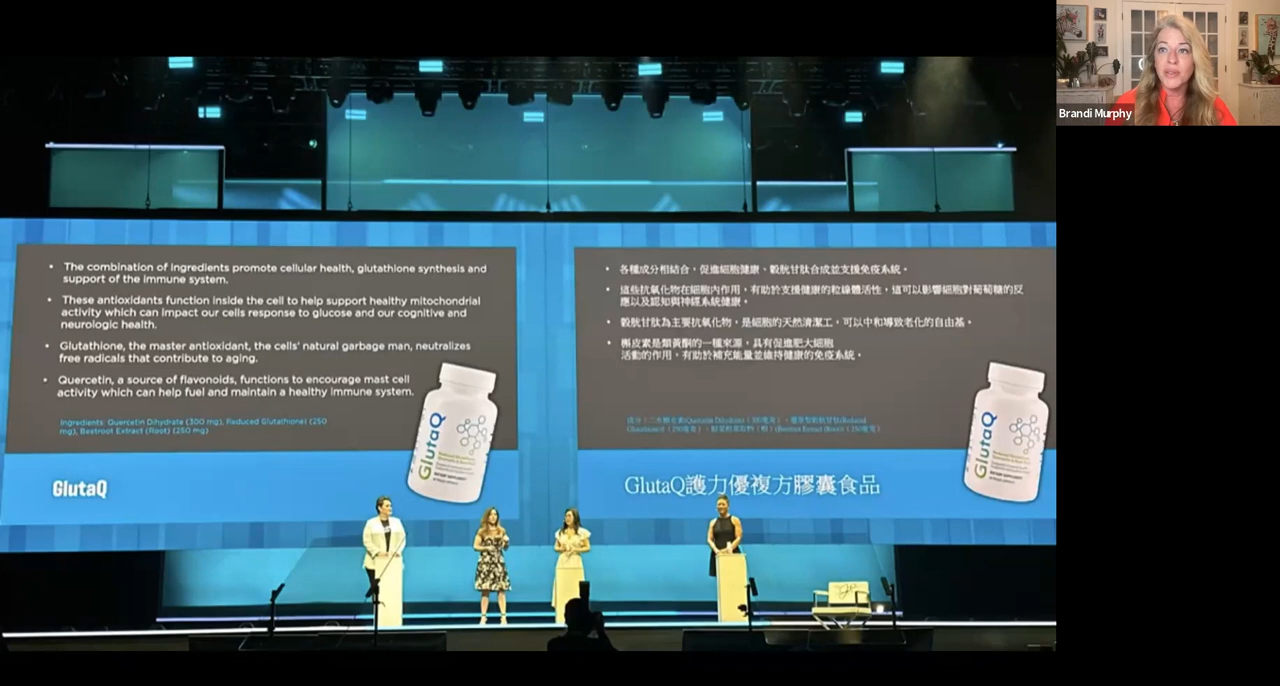 Brandi Murphy
• The combination of ingredients promote cellular health, glutathione synthesis and
support of the immune system.
• These antioxidants function inside the cell to help support healthy mitochondrial
activity which can impact our cells response to glucose and our cognitive and
neurologic health.
• Glutathione, the master antioxidant, the cells' natural garbage man, neutralizes
free radicals that contribute to aging.
• Quercetin, a source of flavonoids, functions to encourage mast cell
activity which can help fuel and maintain a healthy immune system.
Ingredients: Quercetin Dihydrate (300 mg), Reduced Glutathione) (250
mg), Beetroot Extract (Root) (250 mg)
GlutaQ
GlutaQ
• 各種成分相結合，促進細胞健康、穀胱甘肽合成並支援免疫系統。
• 這些抗氧化物在細胞內作用，有助於支援健康的粒線體活性，這可以影響細胞對葡萄糖的反
應以及認知與神經系統健康。
• 穀胱甘肽為主要抗氧化物，是細胞的天然清潔工，可以中和導致老化的自由基。
• 槲皮素是類黃酮的一種來源，具有促進肥大細胞
活動的作用，有助於補充能量並維持健康的免疫系統。
GlutaQ護力優複方膠囊食品
GlutaQ